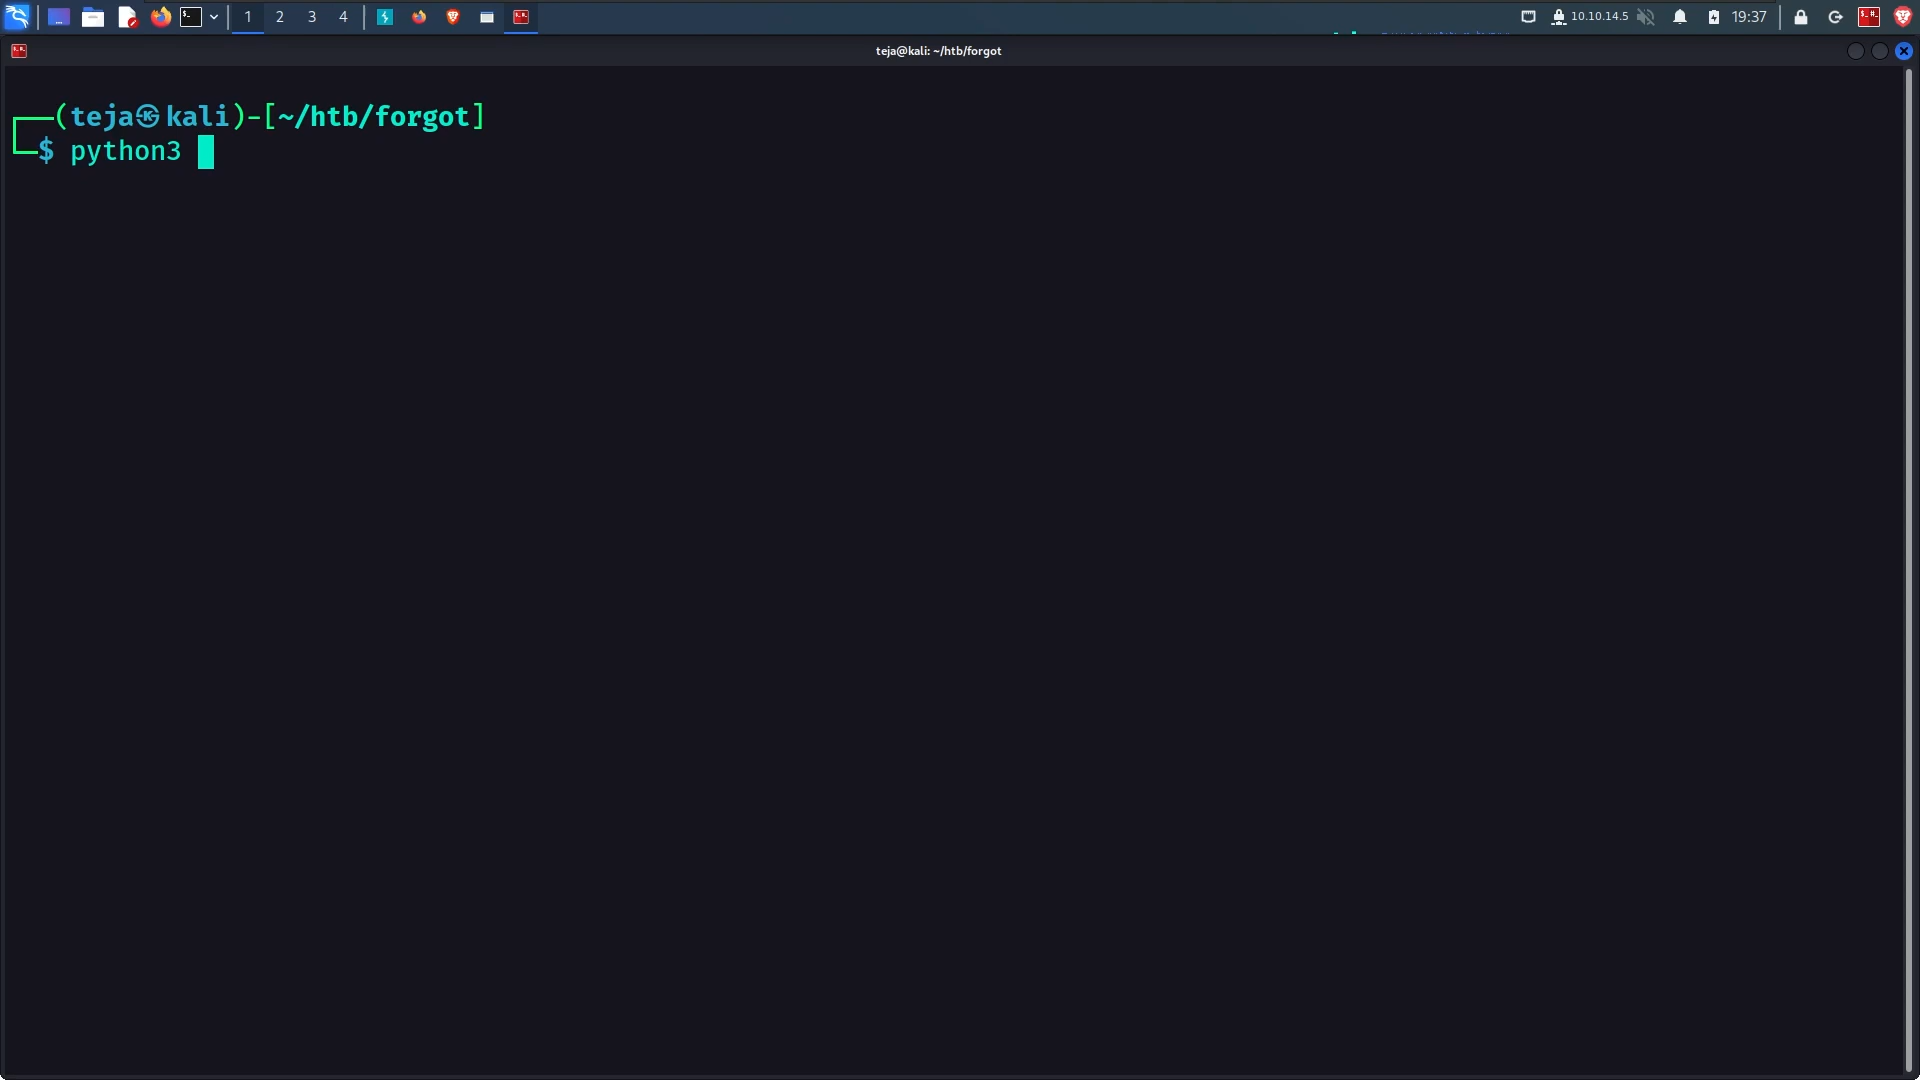 1 2 3 4 10.10.14.5 19:37
teja@kali: ~/htb/forgot
(teja㉿kali)-[~/htb/forgot]
$ python3